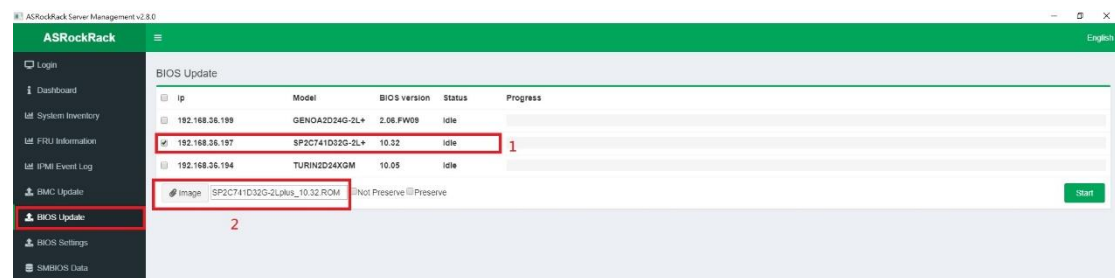 ASRockRack Server Management v2.8.0
ASRockRack
English
Login
Dashboard
System Inventory
FRU Information
IPMI Event Log
BMC Update
BIOS Update
BIOS Settings
SMBIOS Data
BIOS Update
Ip Model BIOS version Status Progress
192.168.36.199 GENOA2D24G-2L+ 2.06.FW09 Idle
192.168.36.197 SP2C741D32G-2L+ 10.32 Idle
1
192.168.36.194 TURIN2D24XGM 10.05 Idle
Image SP2C741D32G-2Lplus_10.32.ROM Not Preserve Preserve Start
2